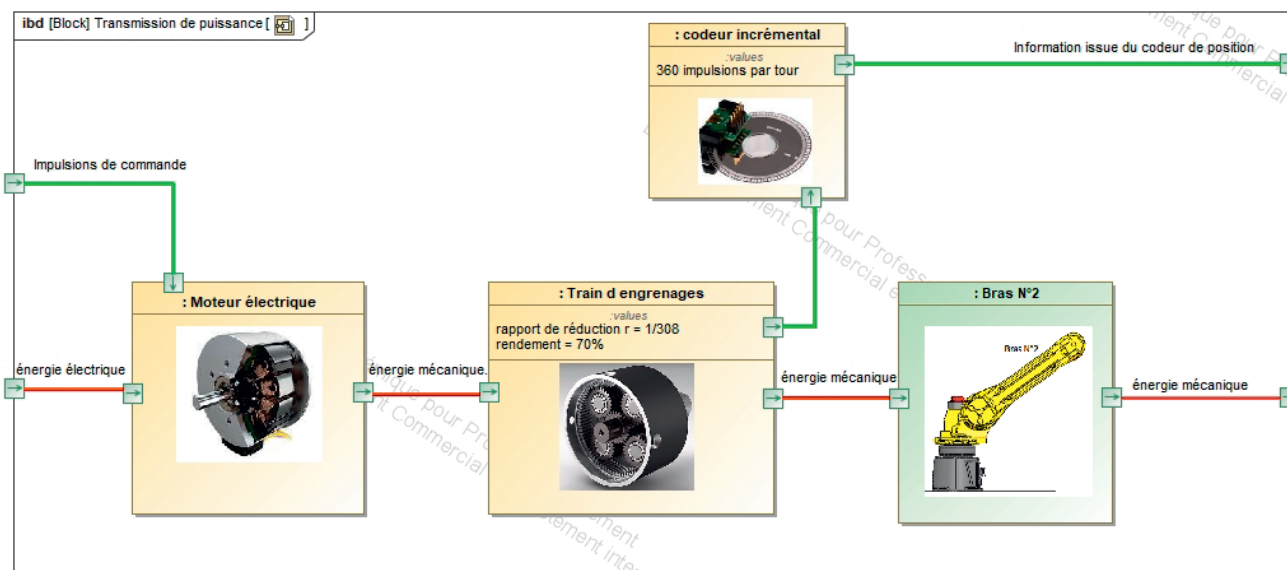 ibd [Block] Transmission de puissance [ ]
: codeur incrémental
:values
360 impulsions par tour
Information issue du codeur de position
Impulsions de commande
: Moteur électrique
énergie électrique
énergie mécanique.
: Train d engrenages
:values
rapport de réduction r = 1/308
rendement = 70%
énergie mécanique
: Bras N°2
Bras N°2
énergie mécanique